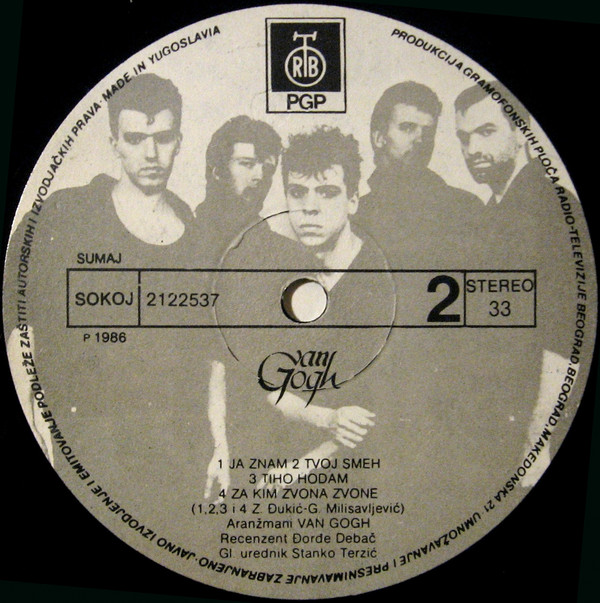 PRODUKCIJA GRAMOFONSKIH PLOČA RADIO-TELEVIZIJE BEOGRAD, BEOGRAD, MAKEDONSKA 21 UMNOŽAVANJE I PRESNIMAVANJE ZABRANJENO-JAVNO IZVODJENJE I EMITOVANJE PODLEŽE ZAŠTITI AUTORSKIH I IZVODJAČKIH PRAVA· MADE IN YUGOSLAVIA
RTB
PGP
SUMAJ
SOKOJ 2122537 2 STEREO
33
P 1986
van
Gogh
1 JA ZNAM 2 TVOJ SMEH
3 TIHO HODAM
4 ZA KIM ZVONA ZVONE
(1,2,3 i 4 Z. Đukić-G. Milisavljević)
Aranžmani VAN GOGH
Recenzent Đorđe Debač
Gl. urednik Stanko Terzić